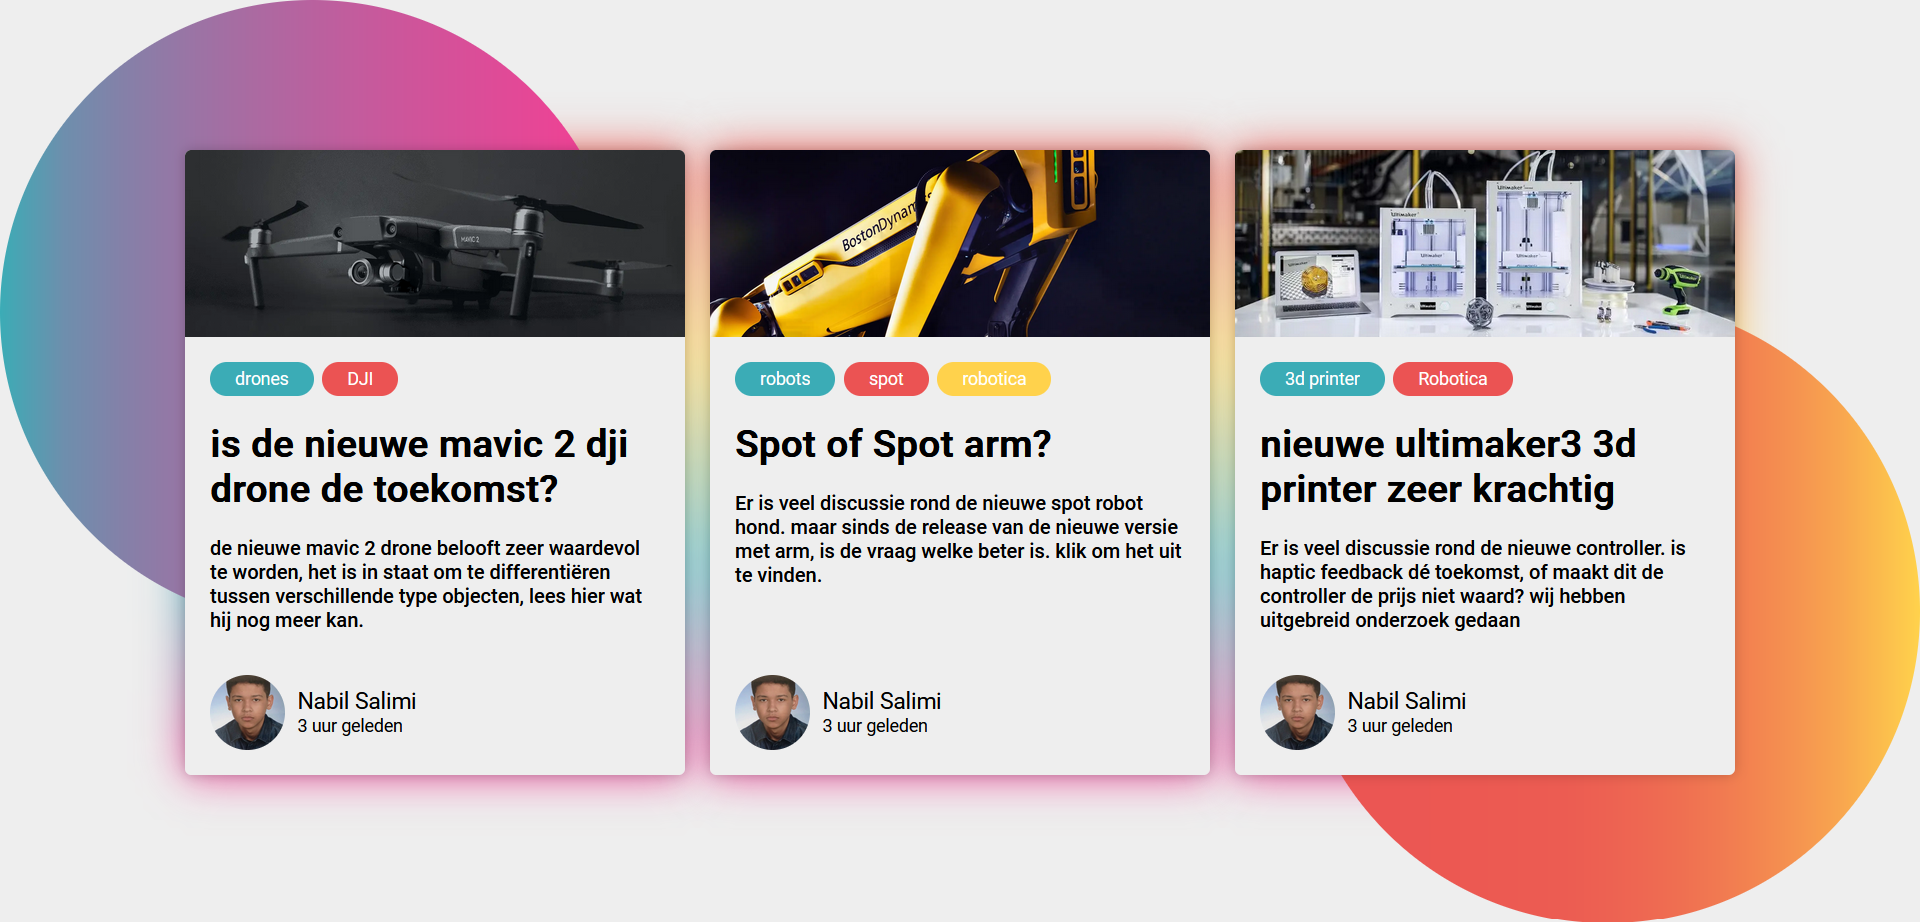 MAVIC 2
drones
DJI
is de nieuwe mavic 2 dji
drone de toekomst?
de nieuwe mavic 2 drone belooft zeer waardevol
te worden, het is in staat om te differentiëren
tussen verschillende type objecten, lees hier wat
hij nog meer kan.
Nabil Salimi
3 uur geleden
BostonDynam
robots
spot
robotica
Spot of Spot arm?
Er is veel discussie rond de nieuwe spot robot
hond. maar sinds de release van de nieuwe versie
met arm, is de vraag welke beter is. klik om het uit
te vinden.
Nabil Salimi
3 uur geleden
Ultimaker
Ultimaker
Ultimaker
Ultimaker
3d printer
Robotica
nieuwe ultimaker3 3d
printer zeer krachtig
Er is veel discussie rond de nieuwe controller. is
haptic feedback dé toekomst, of maakt dit de
controller de prijs niet waard? wij hebben
uitgebreid onderzoek gedaan
Nabil Salimi
3 uur geleden